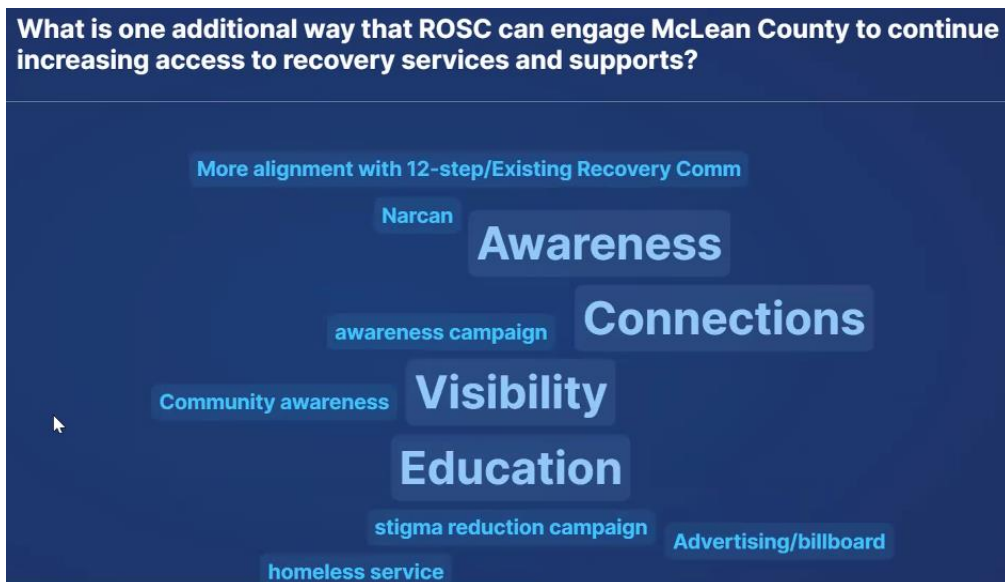 What is one additional way that ROSC can engage McLean County to continue
increasing access to recovery services and supports?
More alignment with 12-step/Existing Recovery Comm
Narcan
Awareness
Connections
awareness campaign
Visibility
Community awareness
Education
stigma reduction campaign
Advertising/billboard
homeless service